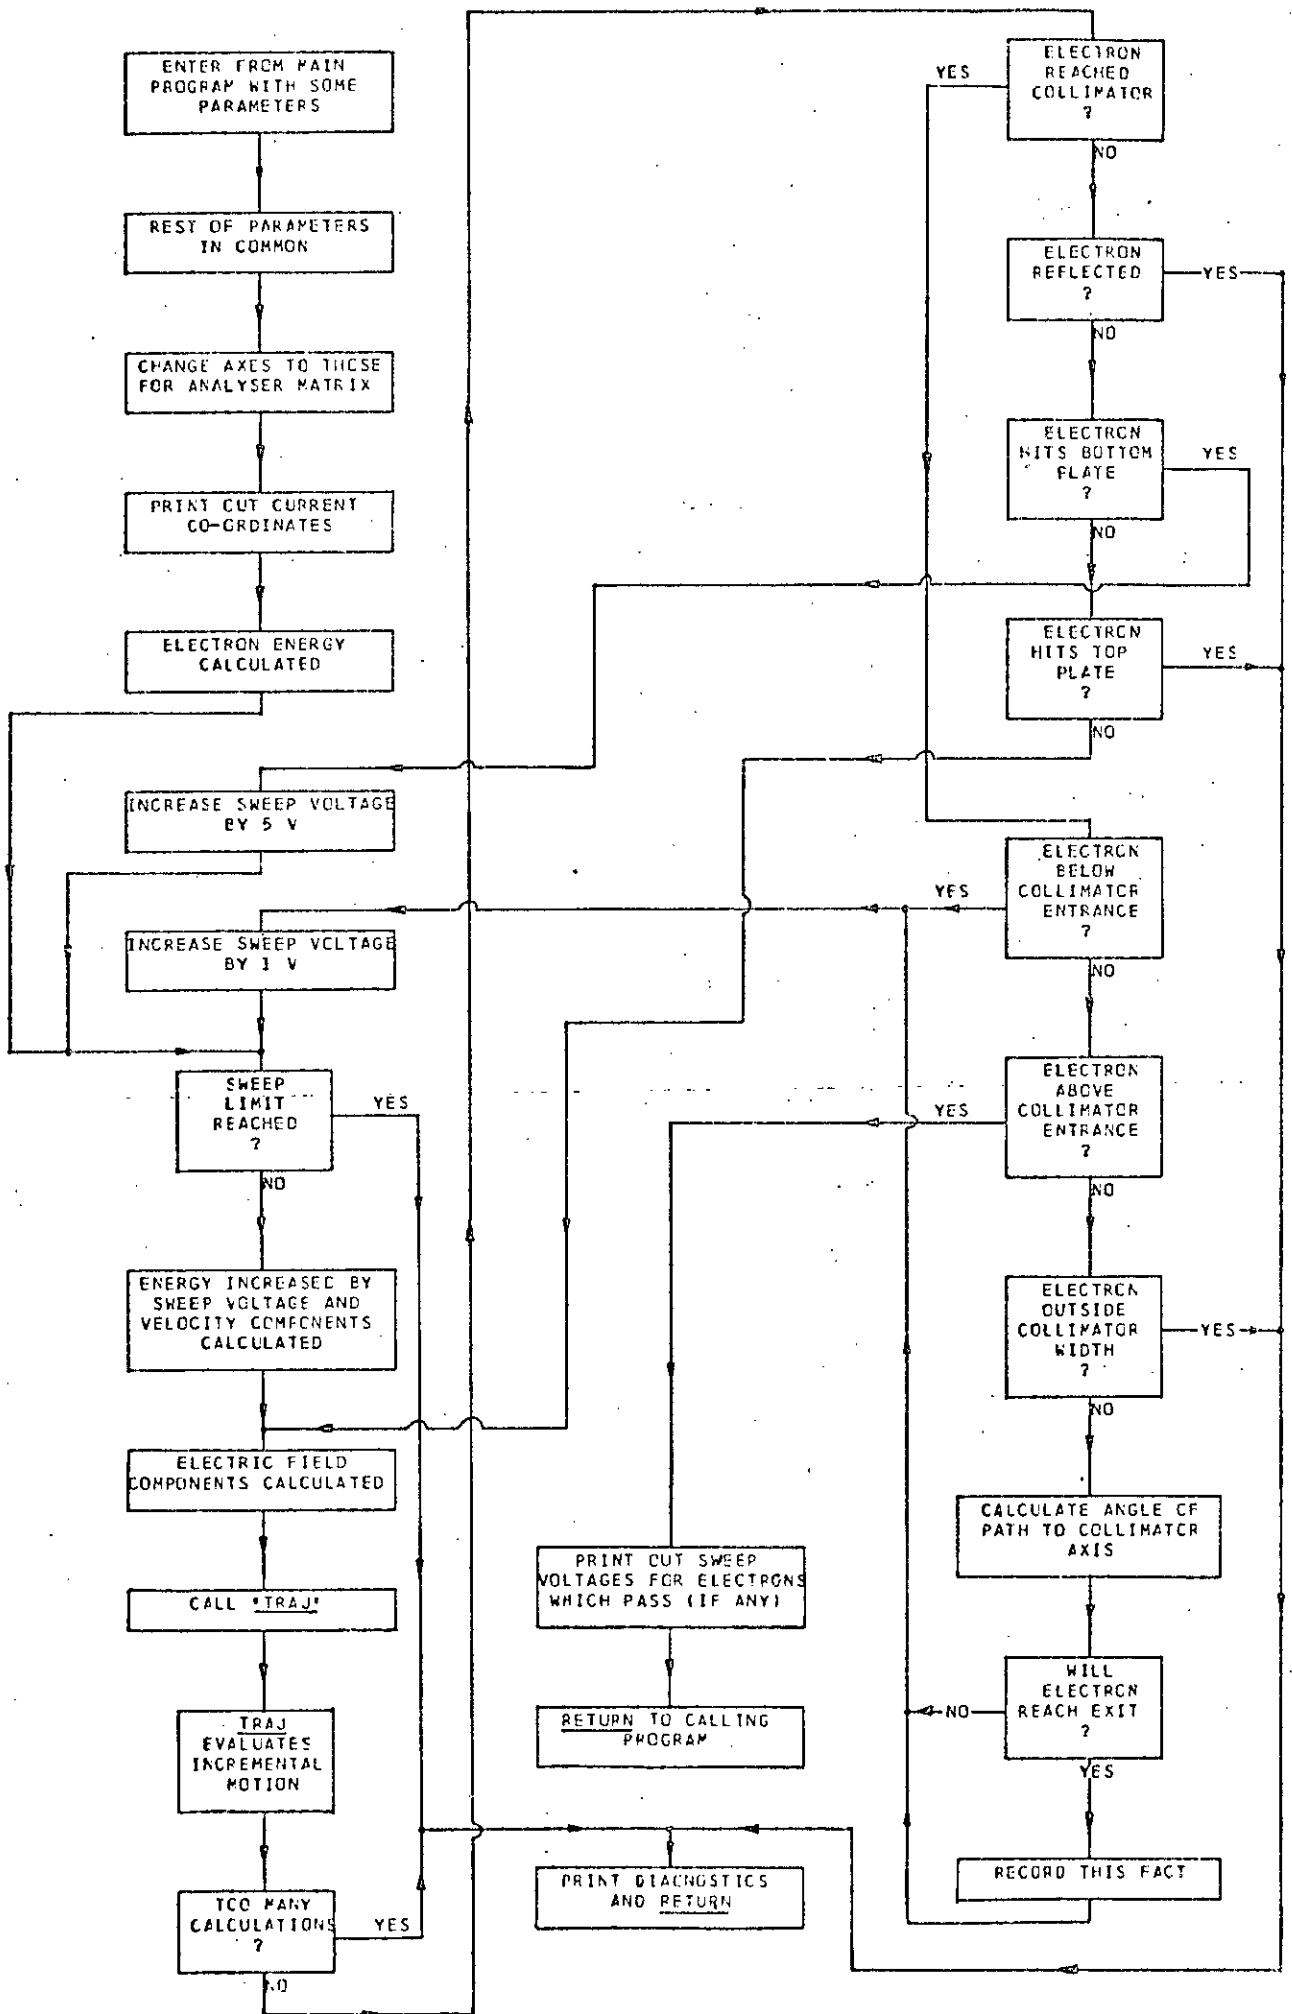 ENTER FROM MAIN
PROGRAM WITH SOME
PARAMETERS
REST OF PARAMETERS
IN COMMON
CHANGE AXES TO THOSE
FOR ANALYSER MATRIX
PRINT OUT CURRENT
CO-ORDINATES
ELECTRON ENERGY
CALCULATED
INCREASE SWEEP VOLTAGE
BY 5 V
INCREASE SWEEP VOLTAGE
BY 1 V
SWEEP
LIMIT
REACHED
?
YES
NO
ENERGY INCREASED BY
SWEEP VOLTAGE AND
VELOCITY COMPONENTS
CALCULATED
ELECTRIC FIELD
COMPONENTS CALCULATED
CALL "TRAJ"
TRAJ
EVALUATES
INCREMENTAL
MOTION
TOO MANY
CALCULATIONS
?
YES
NO
ELECTRON
REACHED
COLLIMATOR
?
YES
NO
ELECTRON
REFLECTED
?
YES
NO
ELECTRON
HITS BOTTOM
PLATE
?
YES
NO
ELECTRON
HITS TOP
PLATE
?
YES
NO
ELECTRON
BELOW
COLLIMATOR
ENTRANCE
?
YES
NO
ELECTRON
ABOVE
COLLIMATOR
ENTRANCE
?
YES
NO
ELECTRON
OUTSIDE
COLLIMATOR
WIDTH
?
YES
NO
CALCULATE ANGLE OF
PATH TO COLLIMATOR
AXIS
WILL
ELECTRON
REACH EXIT
?
NO
YES
RECORD THIS FACT
PRINT OUT SWEEP
VOLTAGES FOR ELECTRONS
WHICH PASS (IF ANY)
RETURN TO CALLING
PROGRAM
PRINT DIAGNOSTICS
AND RETURN